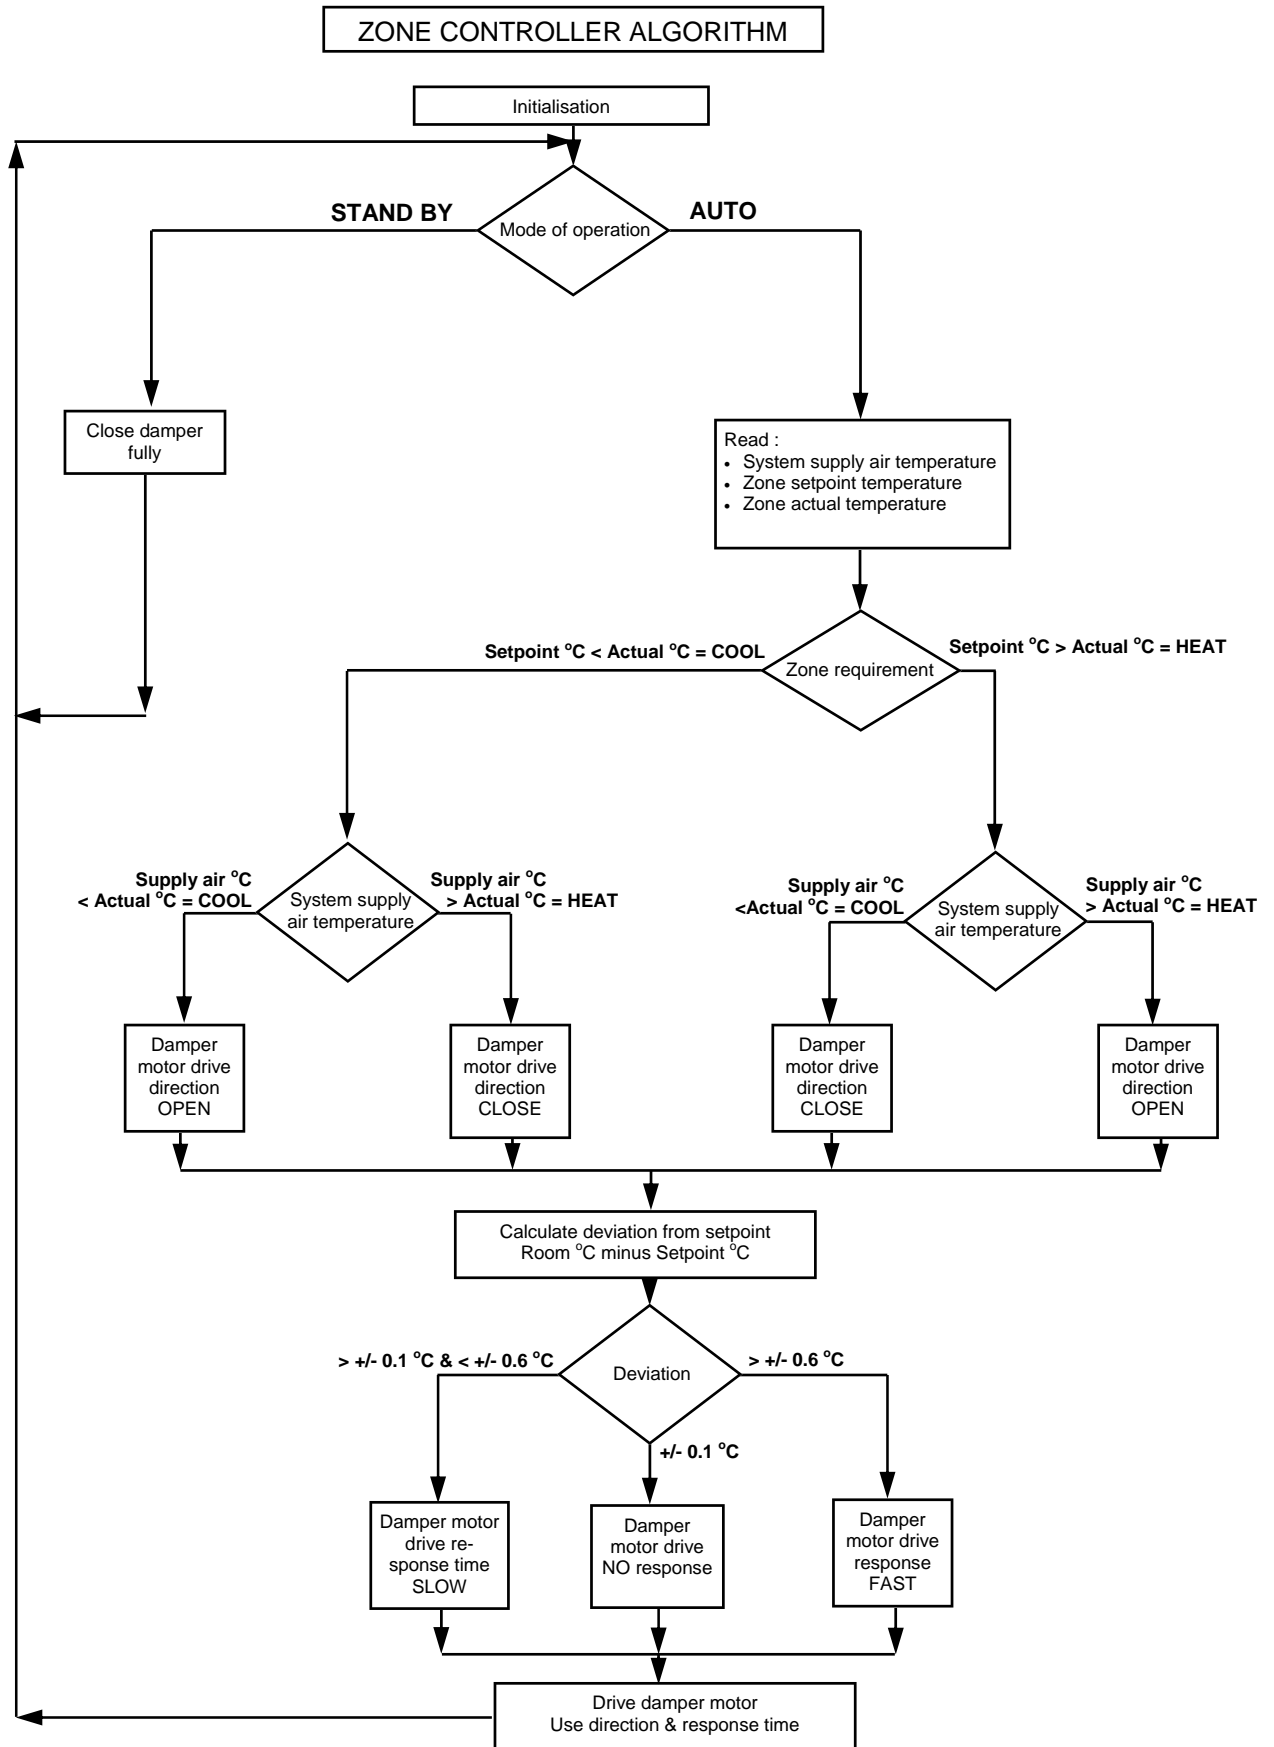 ZONE CONTROLLER ALGORITHM
Initialisation
STAND BY
AUTO
Mode of operation
Close damper
fully
Read :
• System supply air temperature
• Zone setpoint temperature
• Zone actual temperature
Setpoint °C < Actual °C = COOL
Setpoint °C > Actual °C = HEAT
Zone requirement
Supply air °C
< Actual °C = COOL
Supply air °C
> Actual °C = HEAT
System supply
air temperature
Supply air °C
<Actual °C = COOL
Supply air °C
> Actual °C = HEAT
System supply
air temperature
Damper
motor drive
direction
OPEN
Damper
motor drive
direction
CLOSE
Damper
motor drive
direction
CLOSE
Damper
motor drive
direction
OPEN
Calculate deviation from setpoint
Room °C minus Setpoint °C
> +/- 0.1 °C & < +/- 0.6 °C
> +/- 0.6 °C
Deviation
+/- 0.1 °C
Damper motor
drive re-
sponse time
SLOW
Damper
motor drive
NO response
Damper
motor drive
response
FAST
Drive damper motor
Use direction & response time